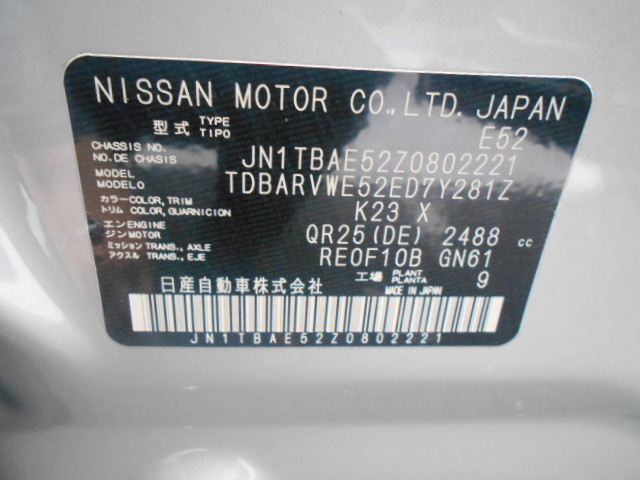 NISSAN MOTOR CO.,LTD. JAPAN
型式 TYPE TIPO E52
CHASSIS NO. NO. DE CHASIS JN1TBAE52Z0802221
MODEL MODELO TDBARVWE52ED7Y281Z
カラー COLOR, TRIM トリム COLOR, GUARNICION K23 X
エンジン ENGINE ジン MOTOR QR25(DE) 2488 cc
ミッション TRANS., AXLE アクスル TRANS., EJE RE0F10B GN61
工場 PLANT PLANTA 9
日産自動車株式会社 MADE IN JAPAN
JN1TBAE52Z0802221